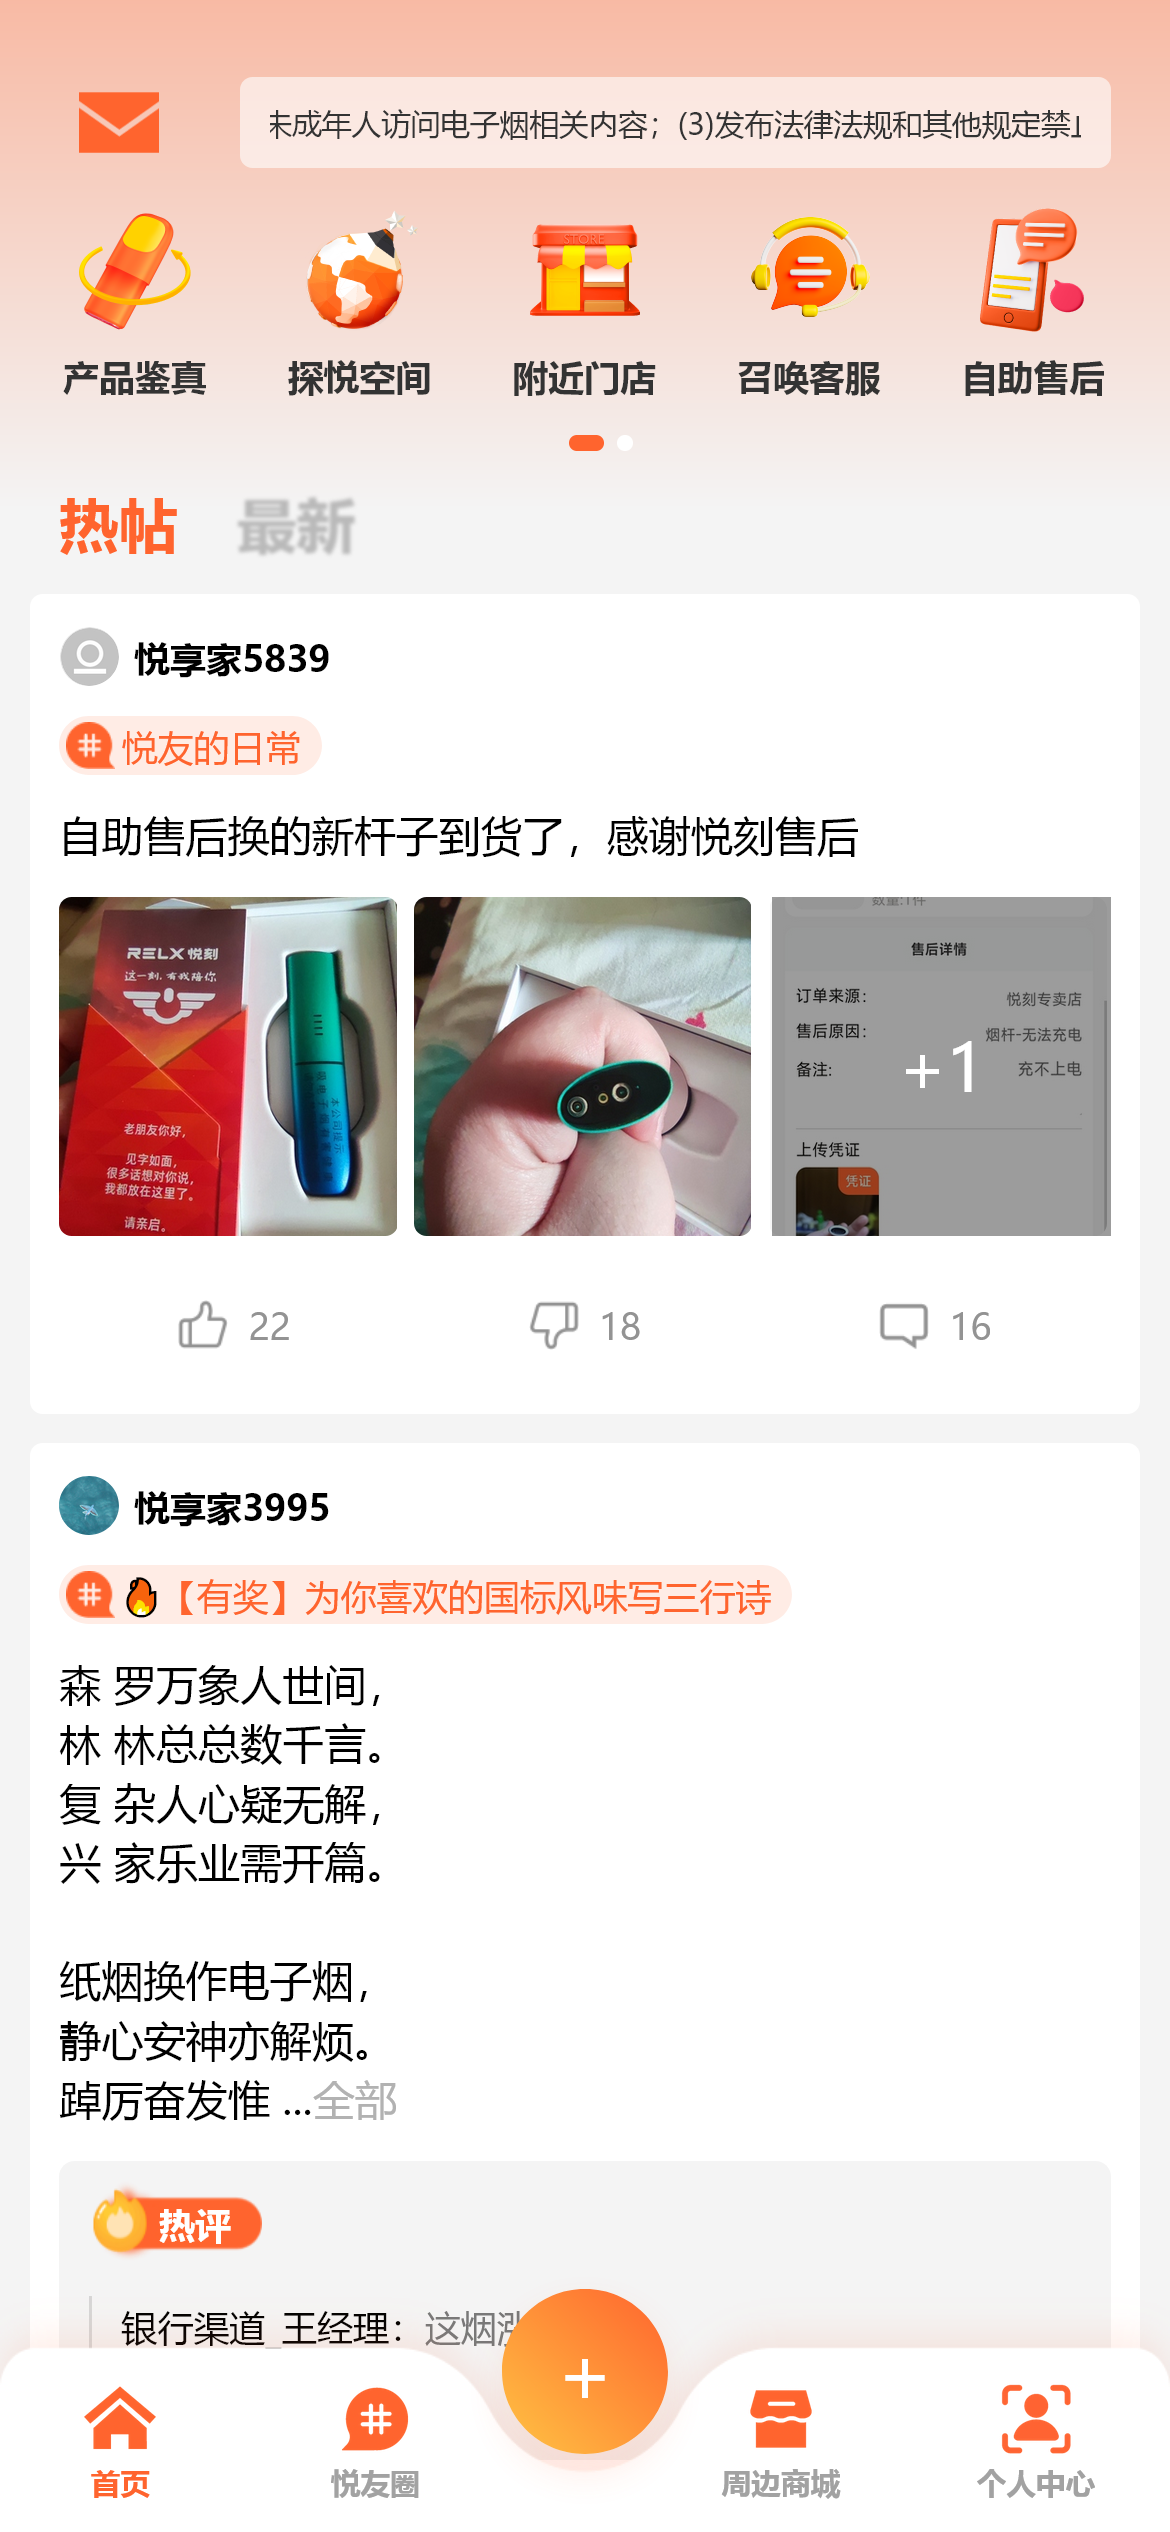 未成年人访问电子烟相关内容；(3)发布法律法规和其他规定禁
STORE
产品鉴真 探悦空间 附近门店 召唤客服 自助售后
热帖 最新
悦享家5839
悦友的日常
自助售后换的新杆子到货了，感谢悦刻售后
RELX悦刻
这一刻，有我陪你
老朋友你好，
见字如面，
很多话想对你说，
我都放在这里了。
请亲启。
数量:1件
售后详情
订单来源： 悦刻专卖店
售后原因： 烟杆-无法充电
备注: 充不上电
+1
上传凭证
凭证
22 18 16
悦享家3995
🔥【有奖】为你喜欢的国标风味写三行诗
森 罗万象人世间，
林 林总总数千言。
复 杂人心疑无解，
兴 家乐业需开篇。
纸烟换作电子烟，
静心安神亦解烦。
踔厉奋发惟 ...全部
热评
银行渠道_王经理：这烟涨
首页 悦友圈 + 周边商城 个人中心